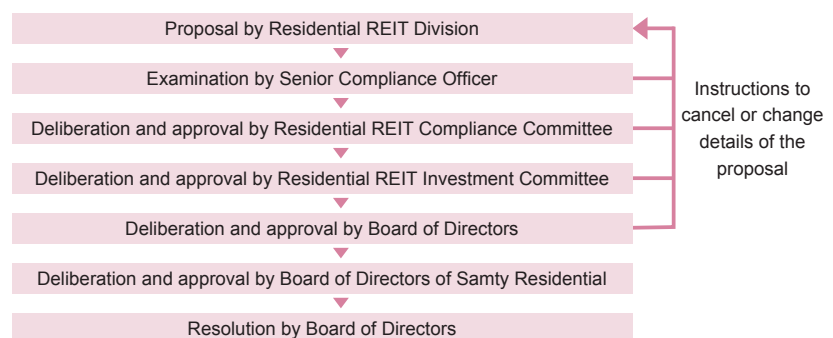 Proposal by Residential REIT Division
Examination by Senior Compliance Officer
Deliberation and approval by Residential REIT Compliance Committee
Deliberation and approval by Residential REIT Investment Committee
Deliberation and approval by Board of Directors
Deliberation and approval by Board of Directors of Samty Residential
Resolution by Board of Directors
Instructions to
cancel or change
details of the
proposal